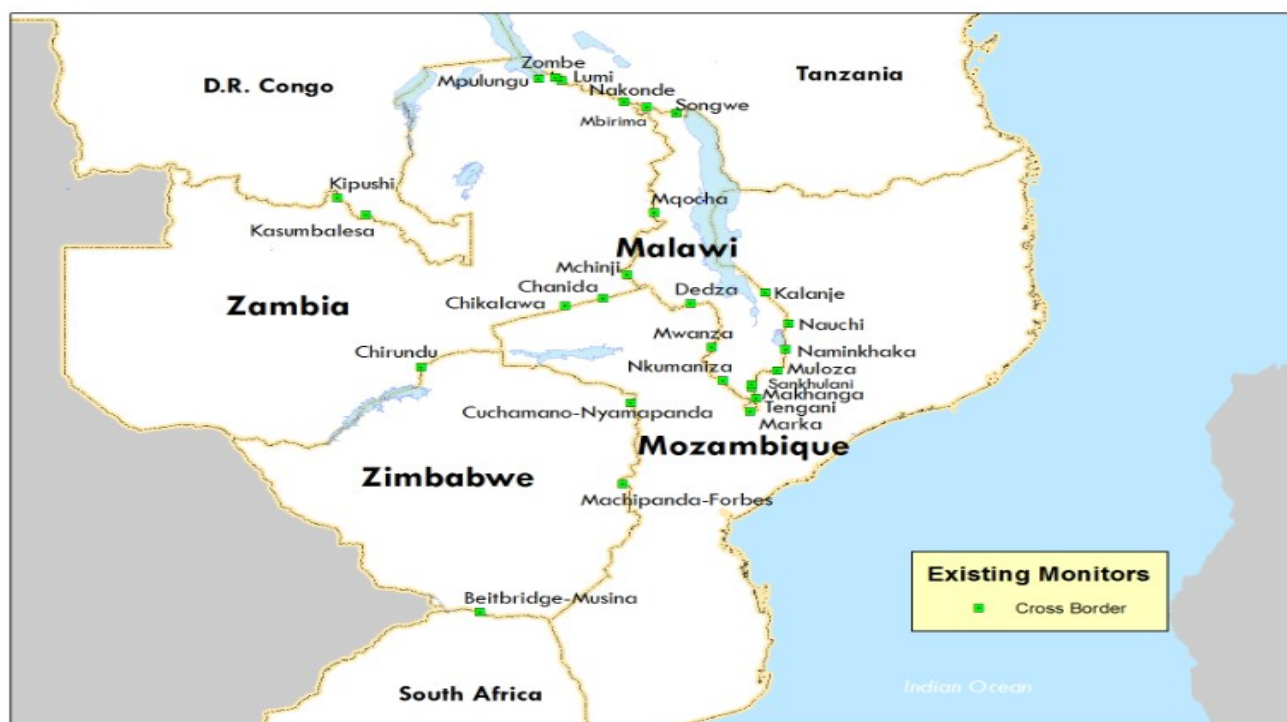 D.R. Congo
Tanzania
Zombe
Mpulungu
Lumi
Nakonde
Songwe
Mbirima
Kipushi
Kasumbalesa
Mqocha
Malawi
Mchinji
Chanida
Dedza
Kalanje
Chikalawa
Zambia
Nauchi
Mwanza
Naminkhaka
Chirundu
Nkumaniza
Muloza
Sankhulani
Makhanga
Cuchamano-Nyamapanda
Tengani
Marka
Mozambique
Zimbabwe
Machipanda-Forbes
Existing Monitors
Cross Border
Beitbridge-Musina
South Africa
Indian Ocean